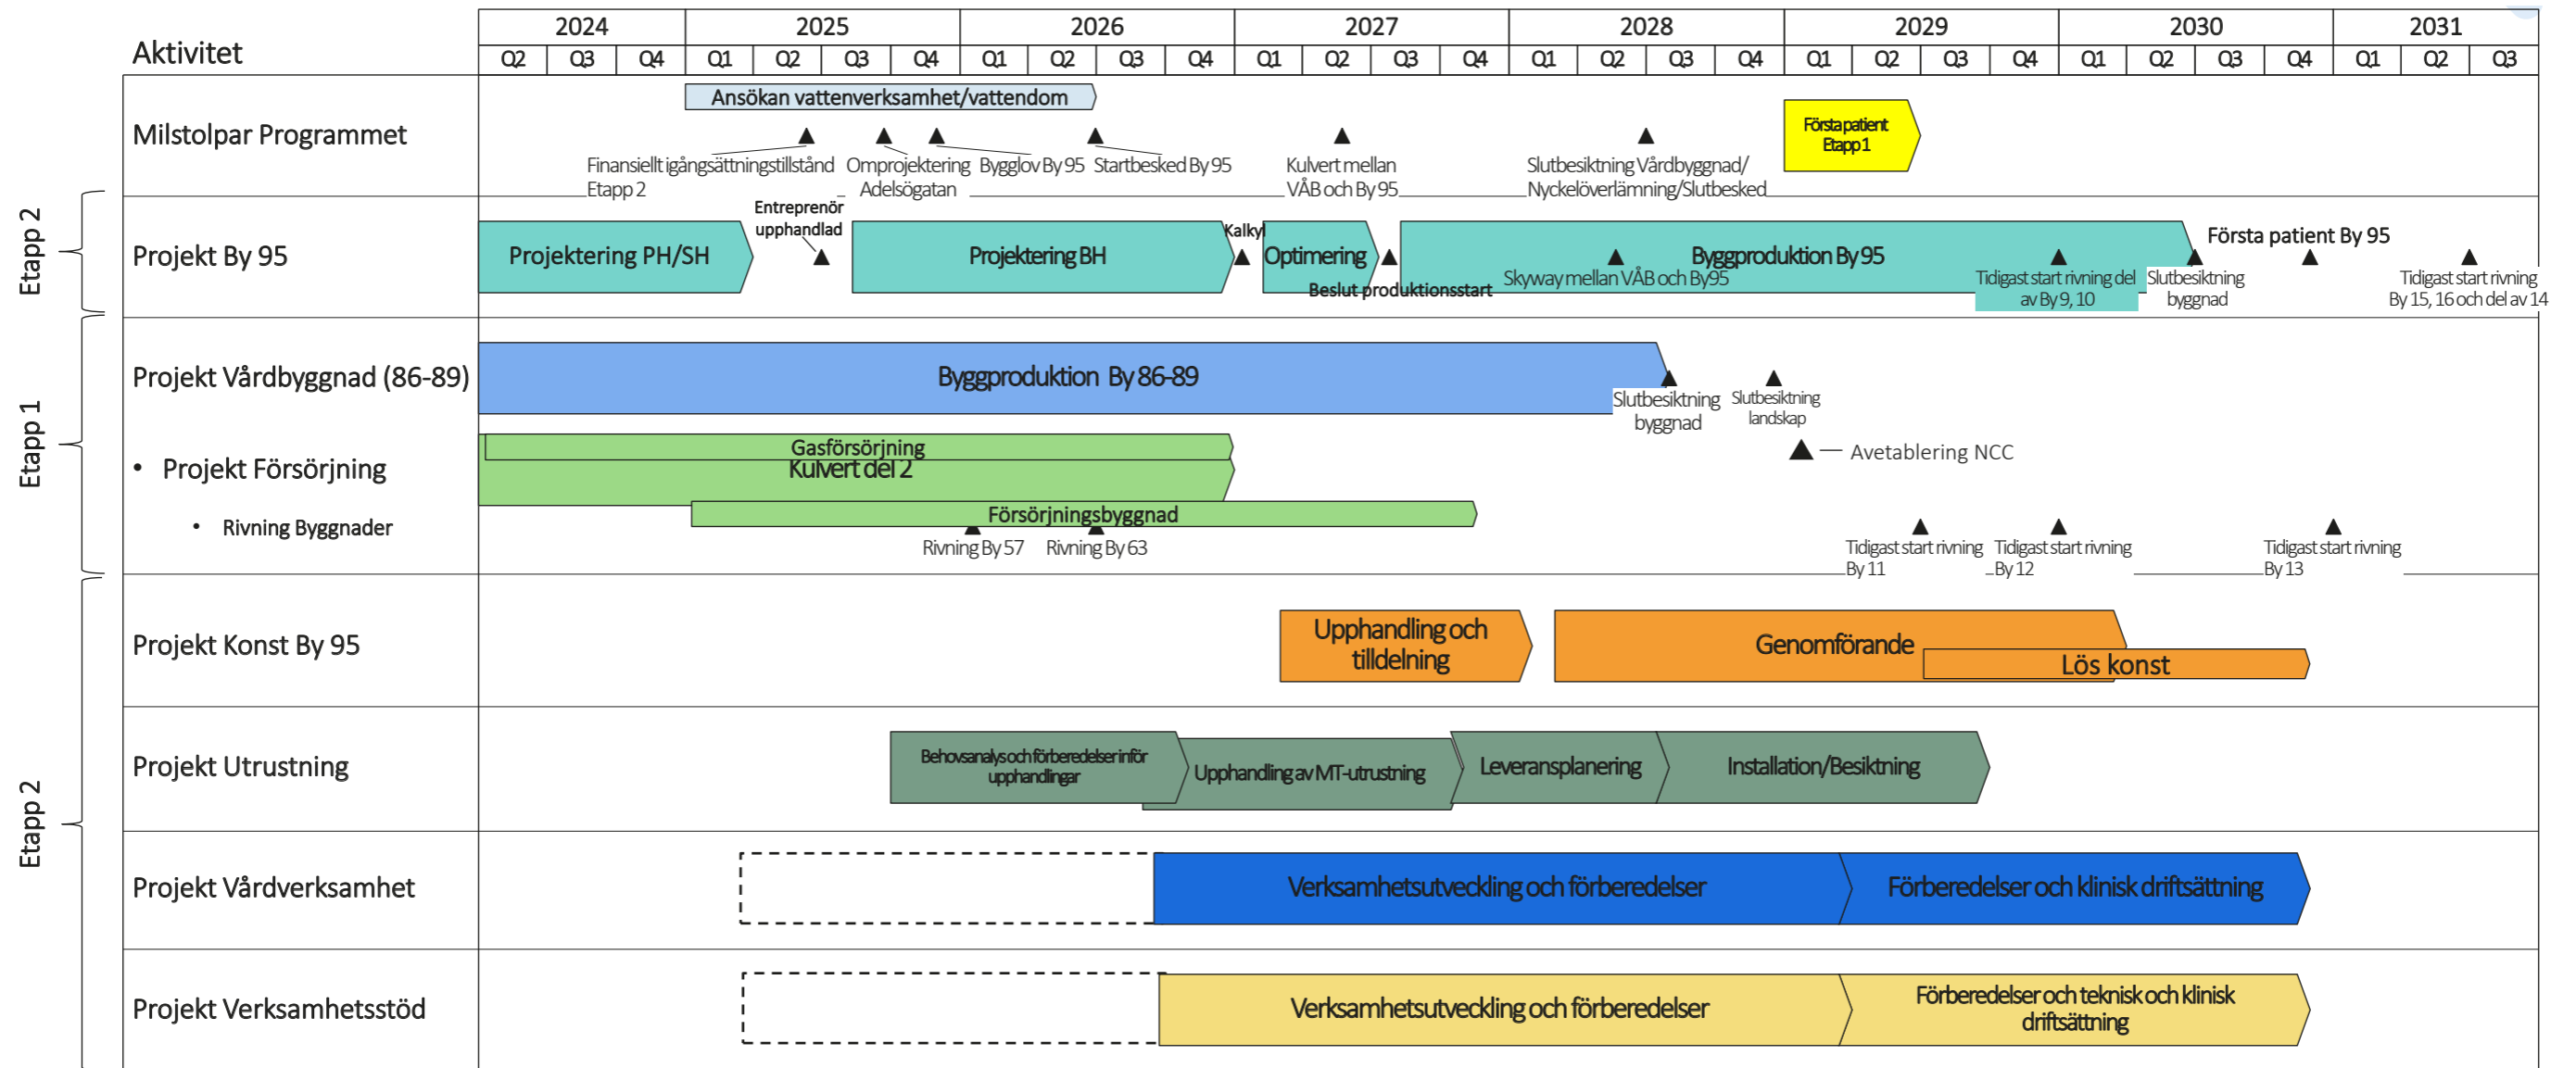 2024 2025 2026 2027 2028 2029 2030 2031
Aktivitet
Q2 Q3 Q4 Q1 Q2 Q3 Q4 Q1 Q2 Q3 Q4 Q1 Q2 Q3 Q4 Q1 Q2 Q3 Q4 Q1 Q2 Q3 Q4 Q1 Q2 Q3 Q4 Q1 Q2 Q3
Milstolpar Programmet
Ansökan vattenverksamhet/vattendom
Finansiellt igångsättningstillstånd
Etapp 2
Omprojektering
Adelsögatan
Bygglov By 95
Startbesked By 95
Kulvert mellan
VÅB och By 95
Slutbesiktning Vårdbyggnad/
Nyckelöverlämning/Slutbesked
Första patient
Etapp 1
Etapp 2
Projekt By 95
Projektering PH/SH
Entreprenör
upphandlad
Projektering BH
Kalkyl
Optimering
Beslut produktionsstart
Byggproduktion By 95
Skyway mellan VÅB och By95
Tidigast start rivning del
av By 9, 10
Slutbesiktning
byggnad
Första patient By 95
Tidigast start rivning
By 15, 16 och del av 14
Etapp 1
Projekt Vårdbyggnad (86-89)
Byggproduktion By 86-89
Slutbesiktning
byggnad
Slutbesiktning
landskap
• Projekt Försörjning
Gasförsörjning
Kulvert del 2
Avetablering NCC
Försörjningsbyggnad
• Rivning Byggnader
Rivning By 57
Rivning By 63
Tidigast start rivning
By 11
Tidigast start rivning
By 12
Tidigast start rivning
By 13
Etapp 2
Projekt Konst By 95
Upphandling och
tilldelning
Genomförande
Lös konst
Projekt Utrustning
Behovsanalys och förberedelser inför
upphandlingar
Upphandling av MT-utrustning
Leveransplanering
Installation/Besiktning
Projekt Vårdverksamhet
Verksamhetsutveckling och förberedelser
Förberedelser och klinisk driftsättning
Projekt Verksamhetsstöd
Verksamhetsutveckling och förberedelser
Förberedelser och teknisk och klinisk
driftsättning